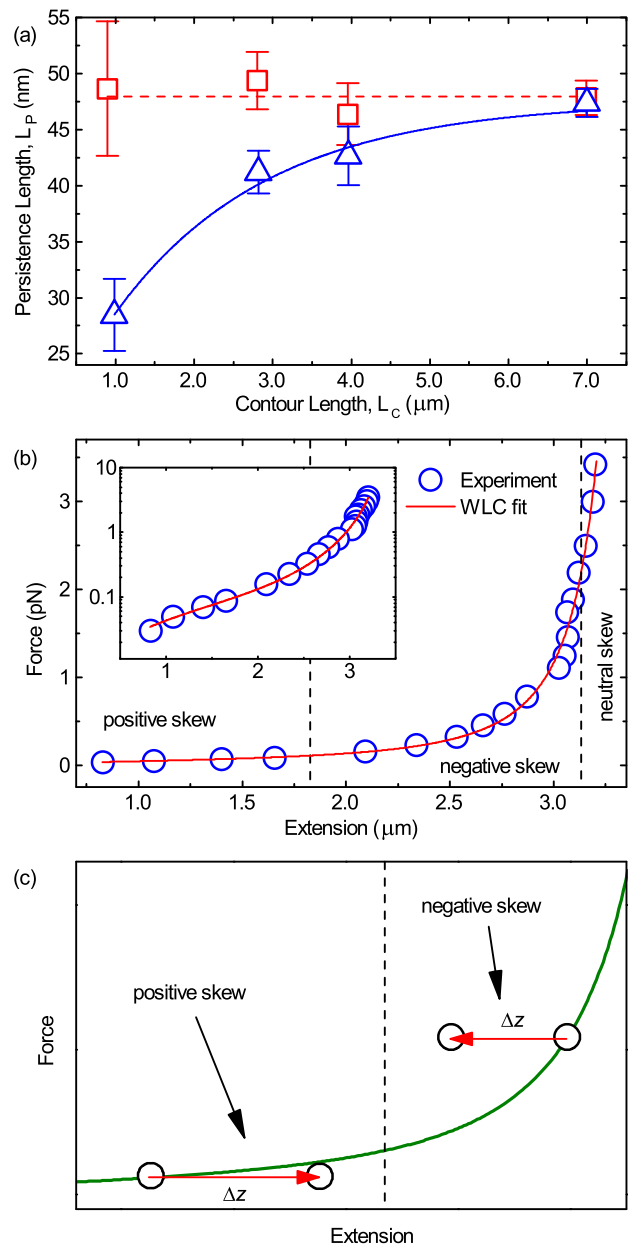 (a)
55
50
45
40
35
30
25
Persistence Length, L_P (nm)
1.0
2.0
3.0
4.0
5.0
6.0
7.0
Contour Length, L_C (μm)
(b)
3
2
1
0
Force (pN)
10
1
0.1
1
2
3
Experiment
WLC fit
positive skew
negative skew
neutral skew
1.0
1.5
2.0
2.5
3.0
Extension (μm)
(c)
Force
negative skew
positive skew
Δz
Δz
Extension